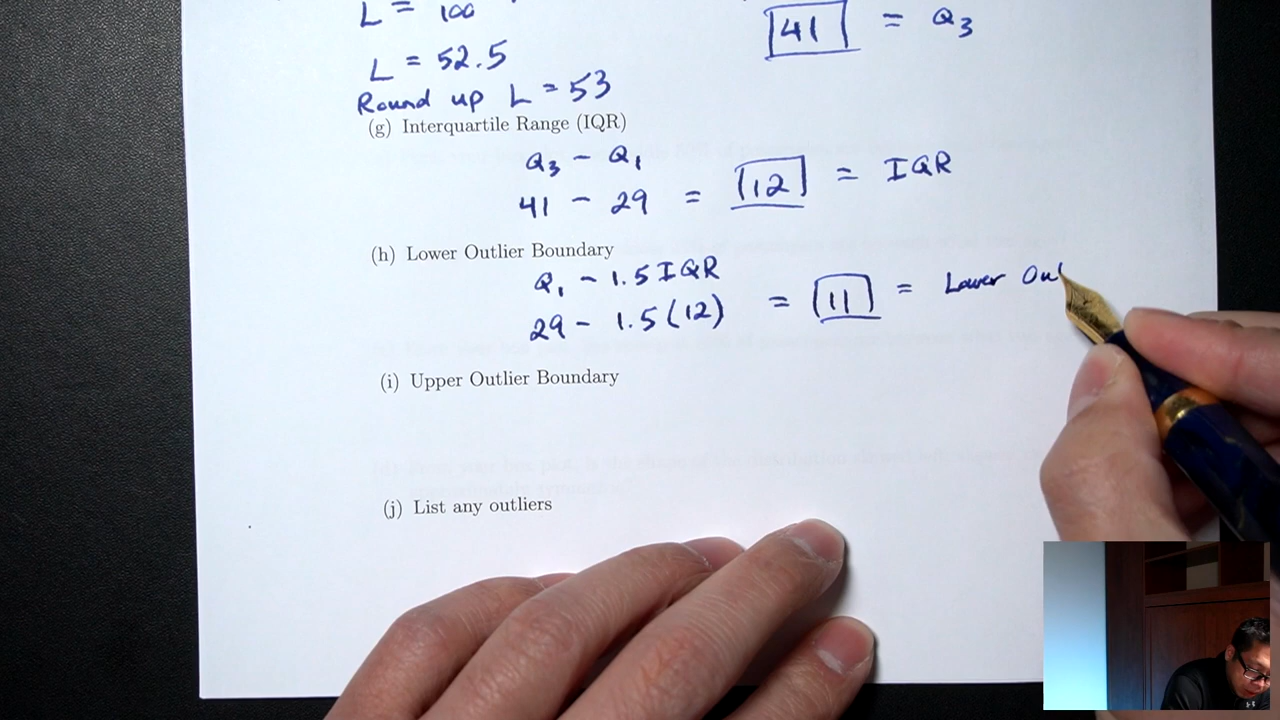 L = 100
41 = Q3
L = 52.5
Round up L = 53
(g) Interquartile Range (IQR)
Q3 - Q1
41 - 29 = 12 = IQR
(h) Lower Outlier Boundary
Q1 - 1.5 IQR
29 - 1.5(12) = 11 = Lower Out
(i) Upper Outlier Boundary
(j) List any outliers